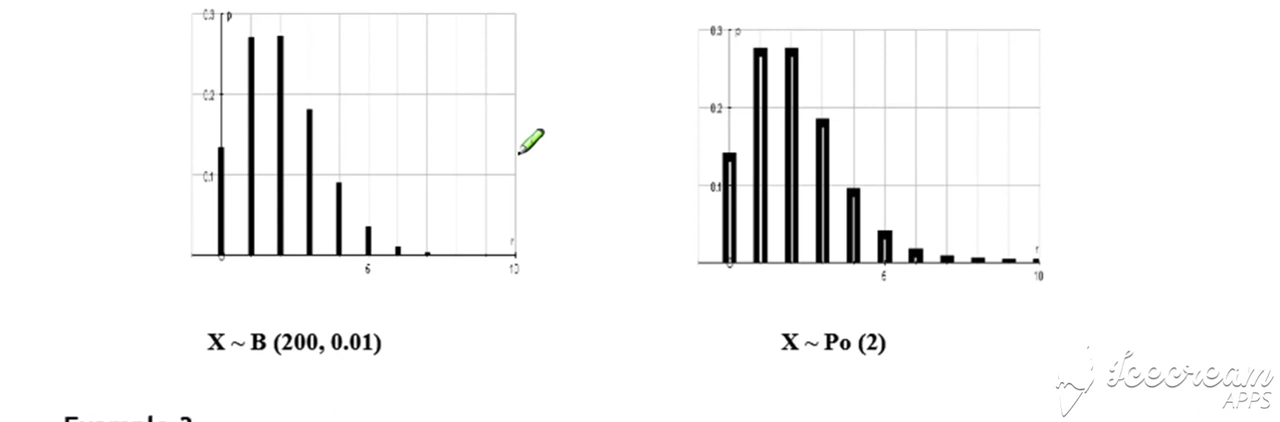 0.3 p
0.2
0.1
0 5 10
r
0.3 p
0.2
0.1
0 5 10
r
X ~ B (200, 0.01)
X ~ Po (2)
Icecream
APPS